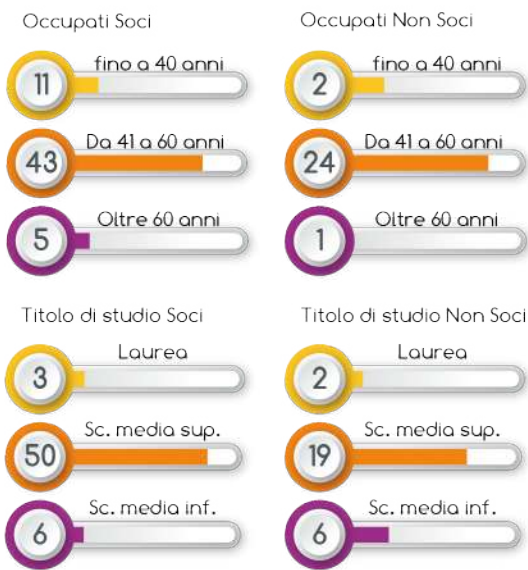 Occupati Soci
fino a 40 anni
11
Da 41 a 60 anni
43
Oltre 60 anni
5
Occupati Non Soci
fino a 40 anni
2
Da 41 a 60 anni
24
Oltre 60 anni
1
Titolo di studio Soci
Laurea
3
Sc. media sup.
50
Sc. media inf.
6
Titolo di studio Non Soci
Laurea
2
Sc. media sup.
19
Sc. media inf.
6